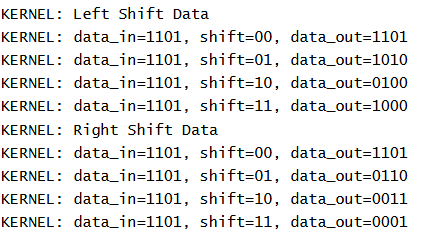 KERNEL: Left Shift Data
KERNEL: data_in=1101, shift=00, data_out=1101
KERNEL: data_in=1101, shift=01, data_out=1010
KERNEL: data_in=1101, shift=10, data_out=0100
KERNEL: data_in=1101, shift=11, data_out=1000
KERNEL: Right Shift Data
KERNEL: data_in=1101, shift=00, data_out=1101
KERNEL: data_in=1101, shift=01, data_out=0110
KERNEL: data_in=1101, shift=10, data_out=0011
KERNEL: data_in=1101, shift=11, data_out=0001